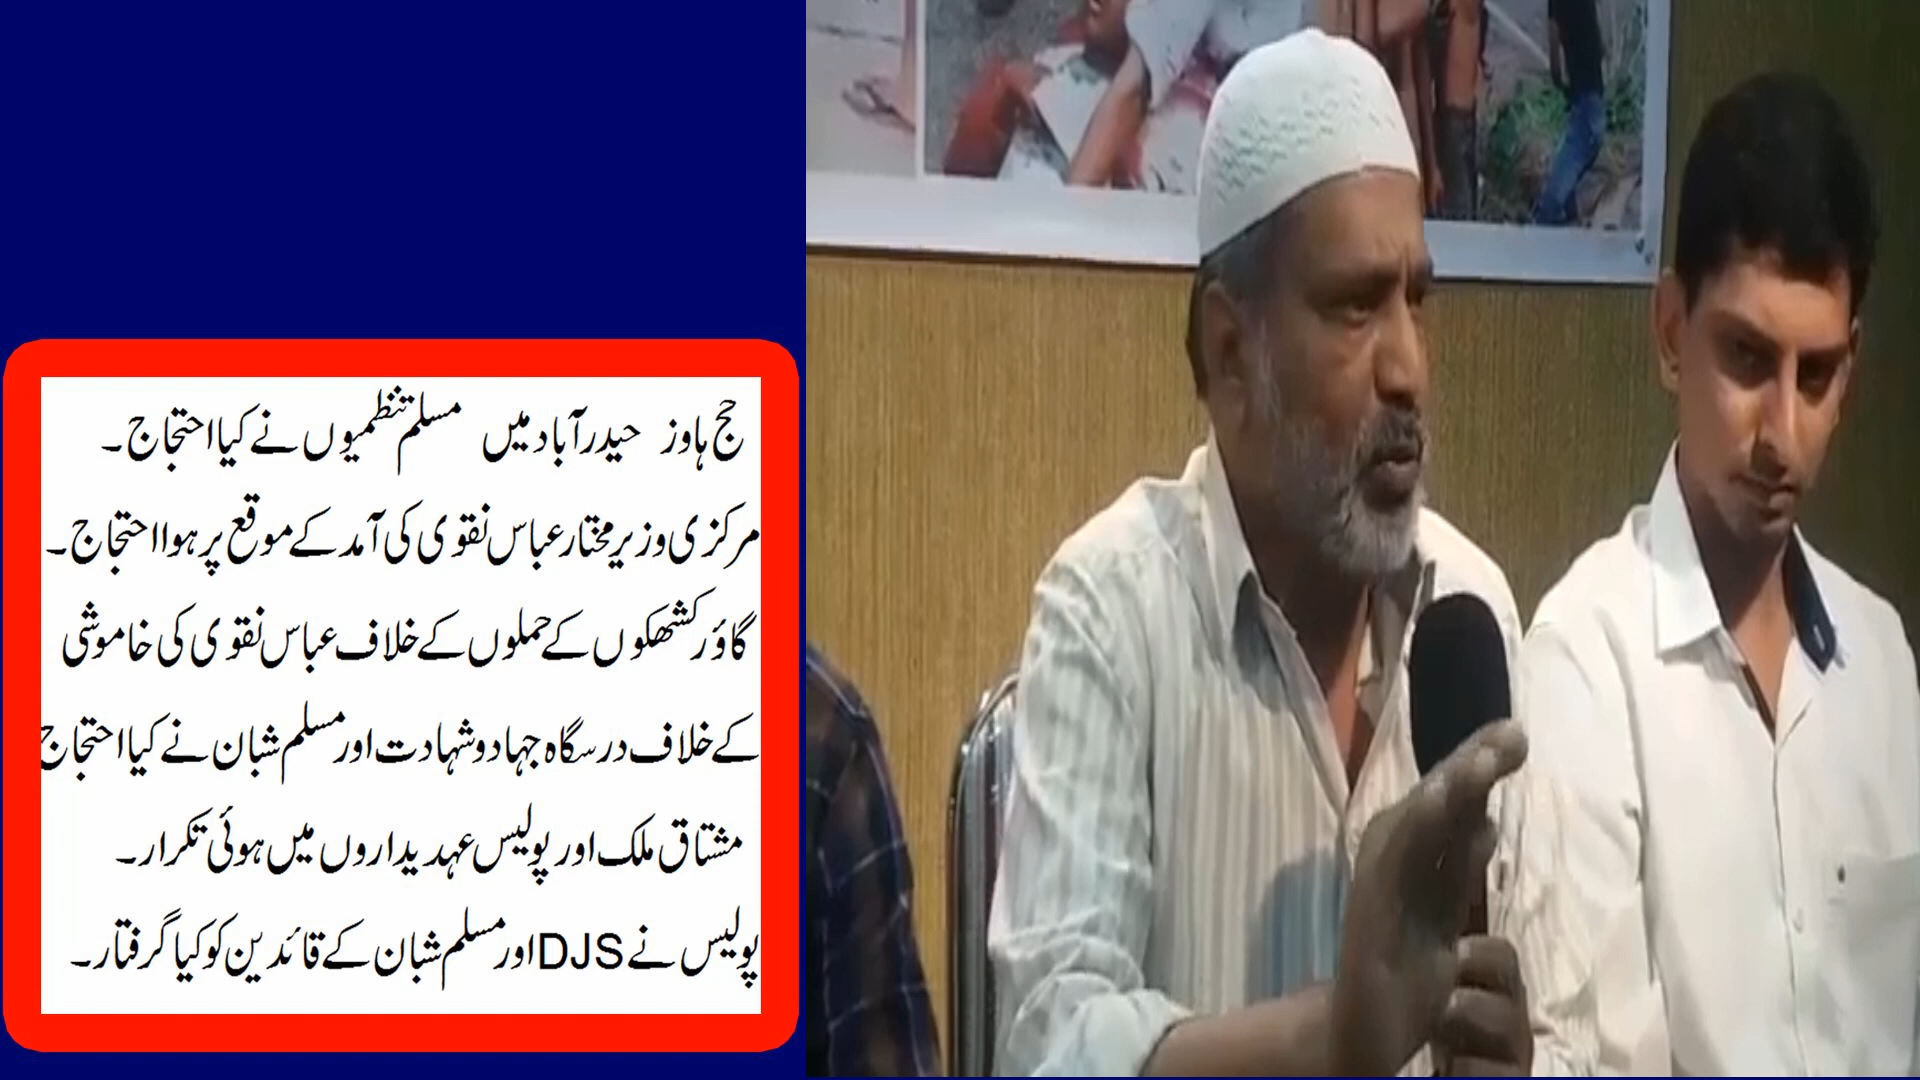 حج ہاوز حیدرآباد میں مسلم تنظمیوں نے کیا احتجاج۔
مرکزی وزیر مختار عباس نقوی کی آمد کے موقع پر ہوا احتجاج۔
گاؤ رکشھکوں کے حملوں کے خلاف عباس نقوی کی خاموشی
کے خلاف درسگاہ جہاد و شہادت اور مسلم شبان نے کیا احتجاج
مشتاق ملک اور پولیس عہدیداروں میں ہوئی تکرار۔
پولیس نے DJS اور مسلم شبان کے قائدین کو کیا گرفتار۔